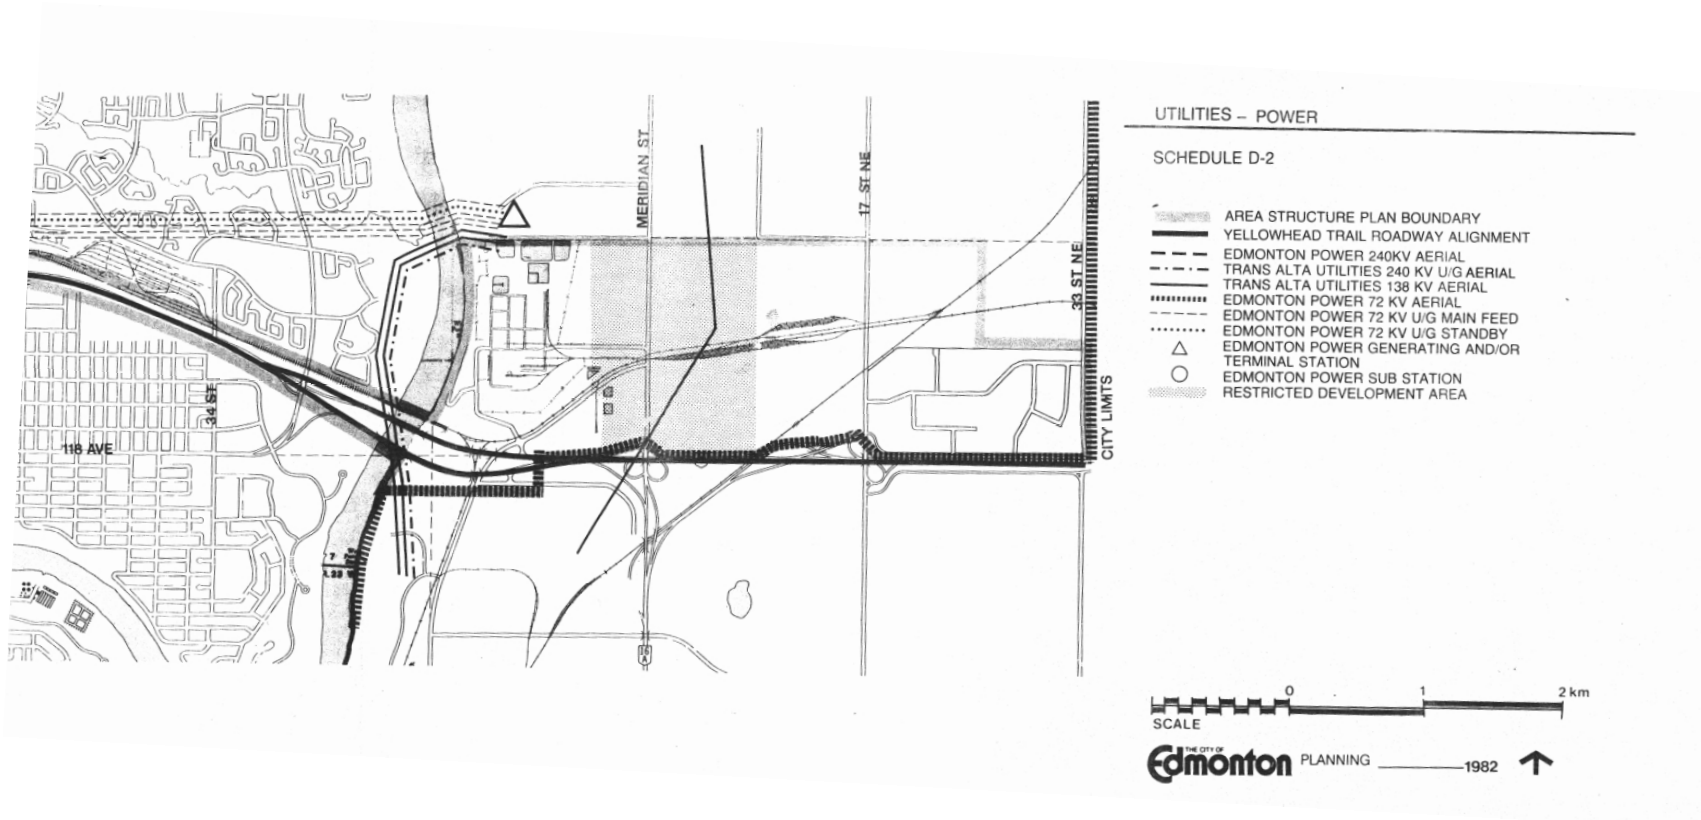 UTILITIES – POWER
SCHEDULE D-2
AREA STRUCTURE PLAN BOUNDARY
YELLOWHEAD TRAIL ROADWAY ALIGNMENT
EDMONTON POWER 240KV AERIAL
TRANS ALTA UTILITIES 240 KV U/G AERIAL
TRANS ALTA UTILITIES 138 KV AERIAL
EDMONTON POWER 72 KV AERIAL
EDMONTON POWER 72 KV U/G MAIN FEED
EDMONTON POWER 72 KV U/G STANDBY
EDMONTON POWER GENERATING AND/OR
TERMINAL STATION
EDMONTON POWER SUB STATION
RESTRICTED DEVELOPMENT AREA
MERIDIAN ST
17 ST NE
33 ST NE
CITY LIMITS
34 ST
118 AVE
16
A
0 1 2 km
SCALE
THE CITY OF
Edmonton PLANNING 1982